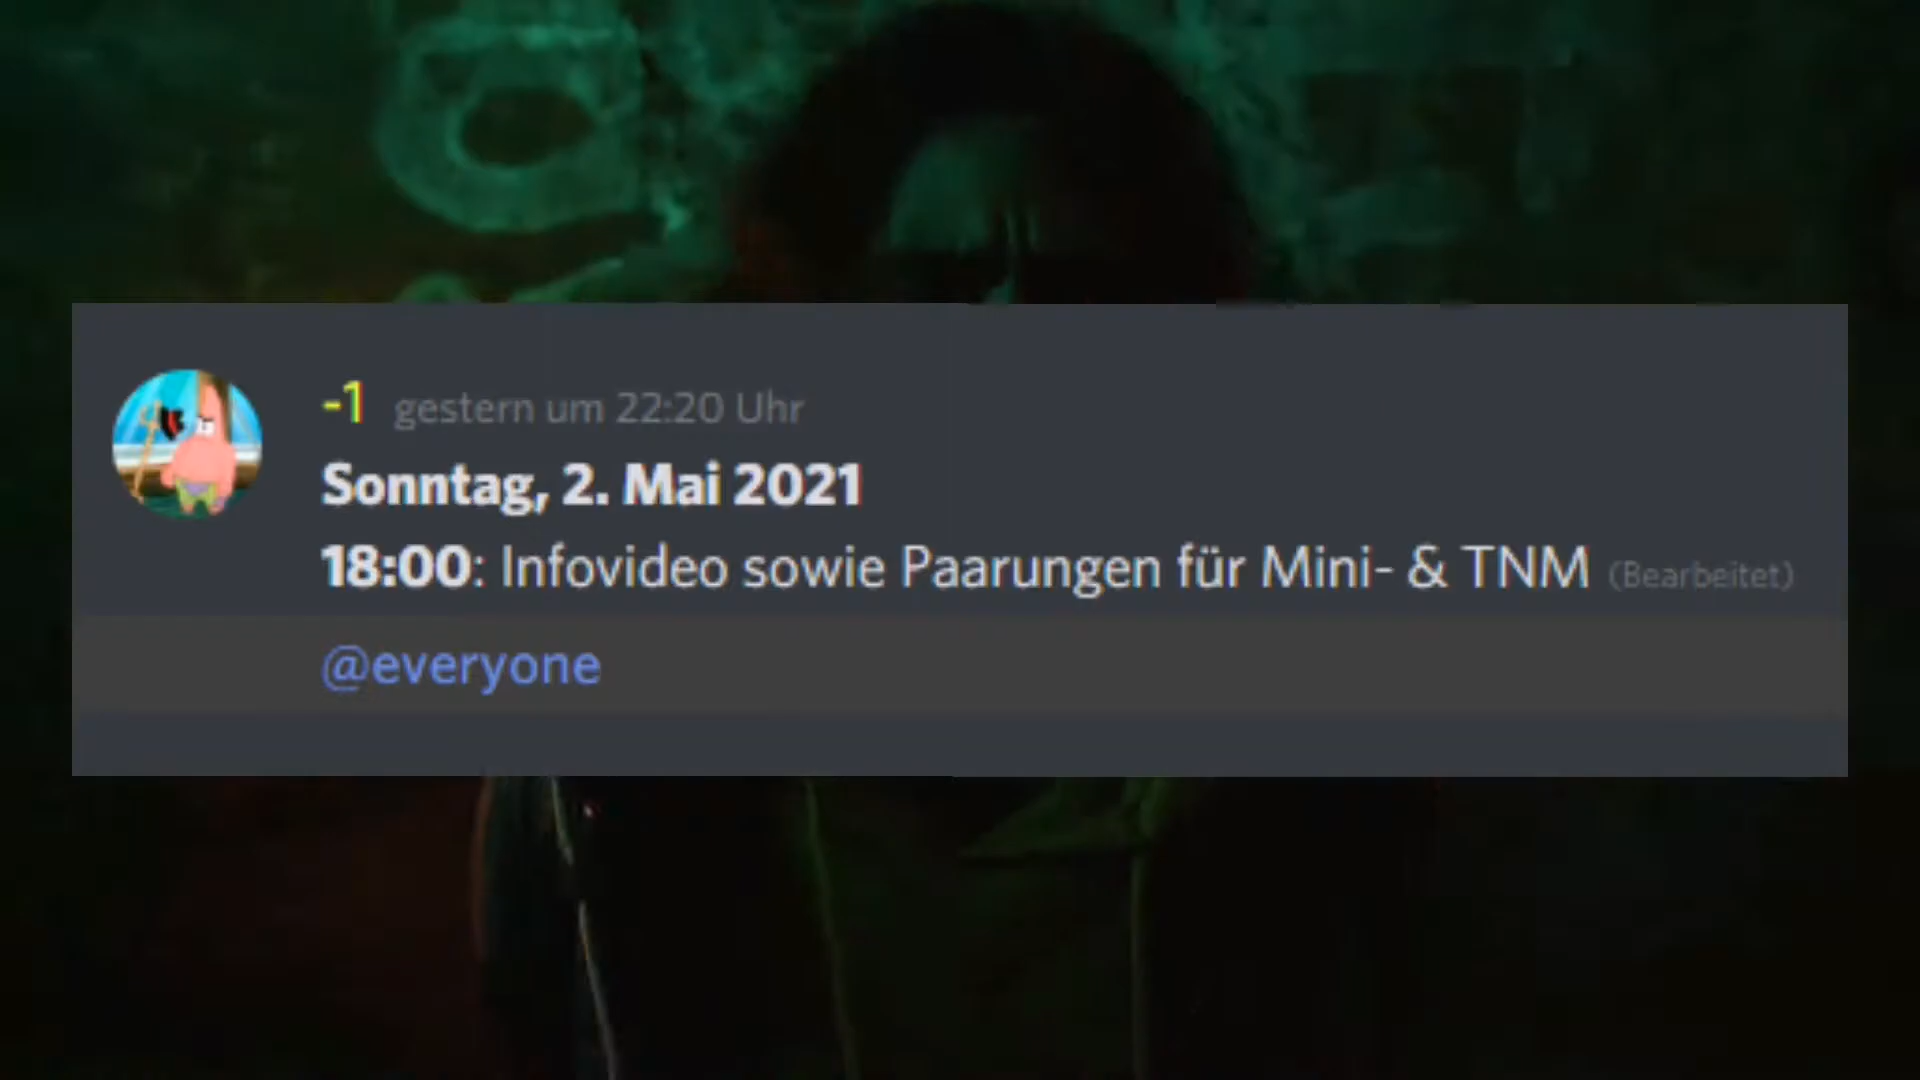 -1 gestern um 22:20 Uhr
Sonntag, 2. Mai 2021
18:00: Infovideo sowie Paarungen für Mini- & TNM (Bearbeitet)
@everyone